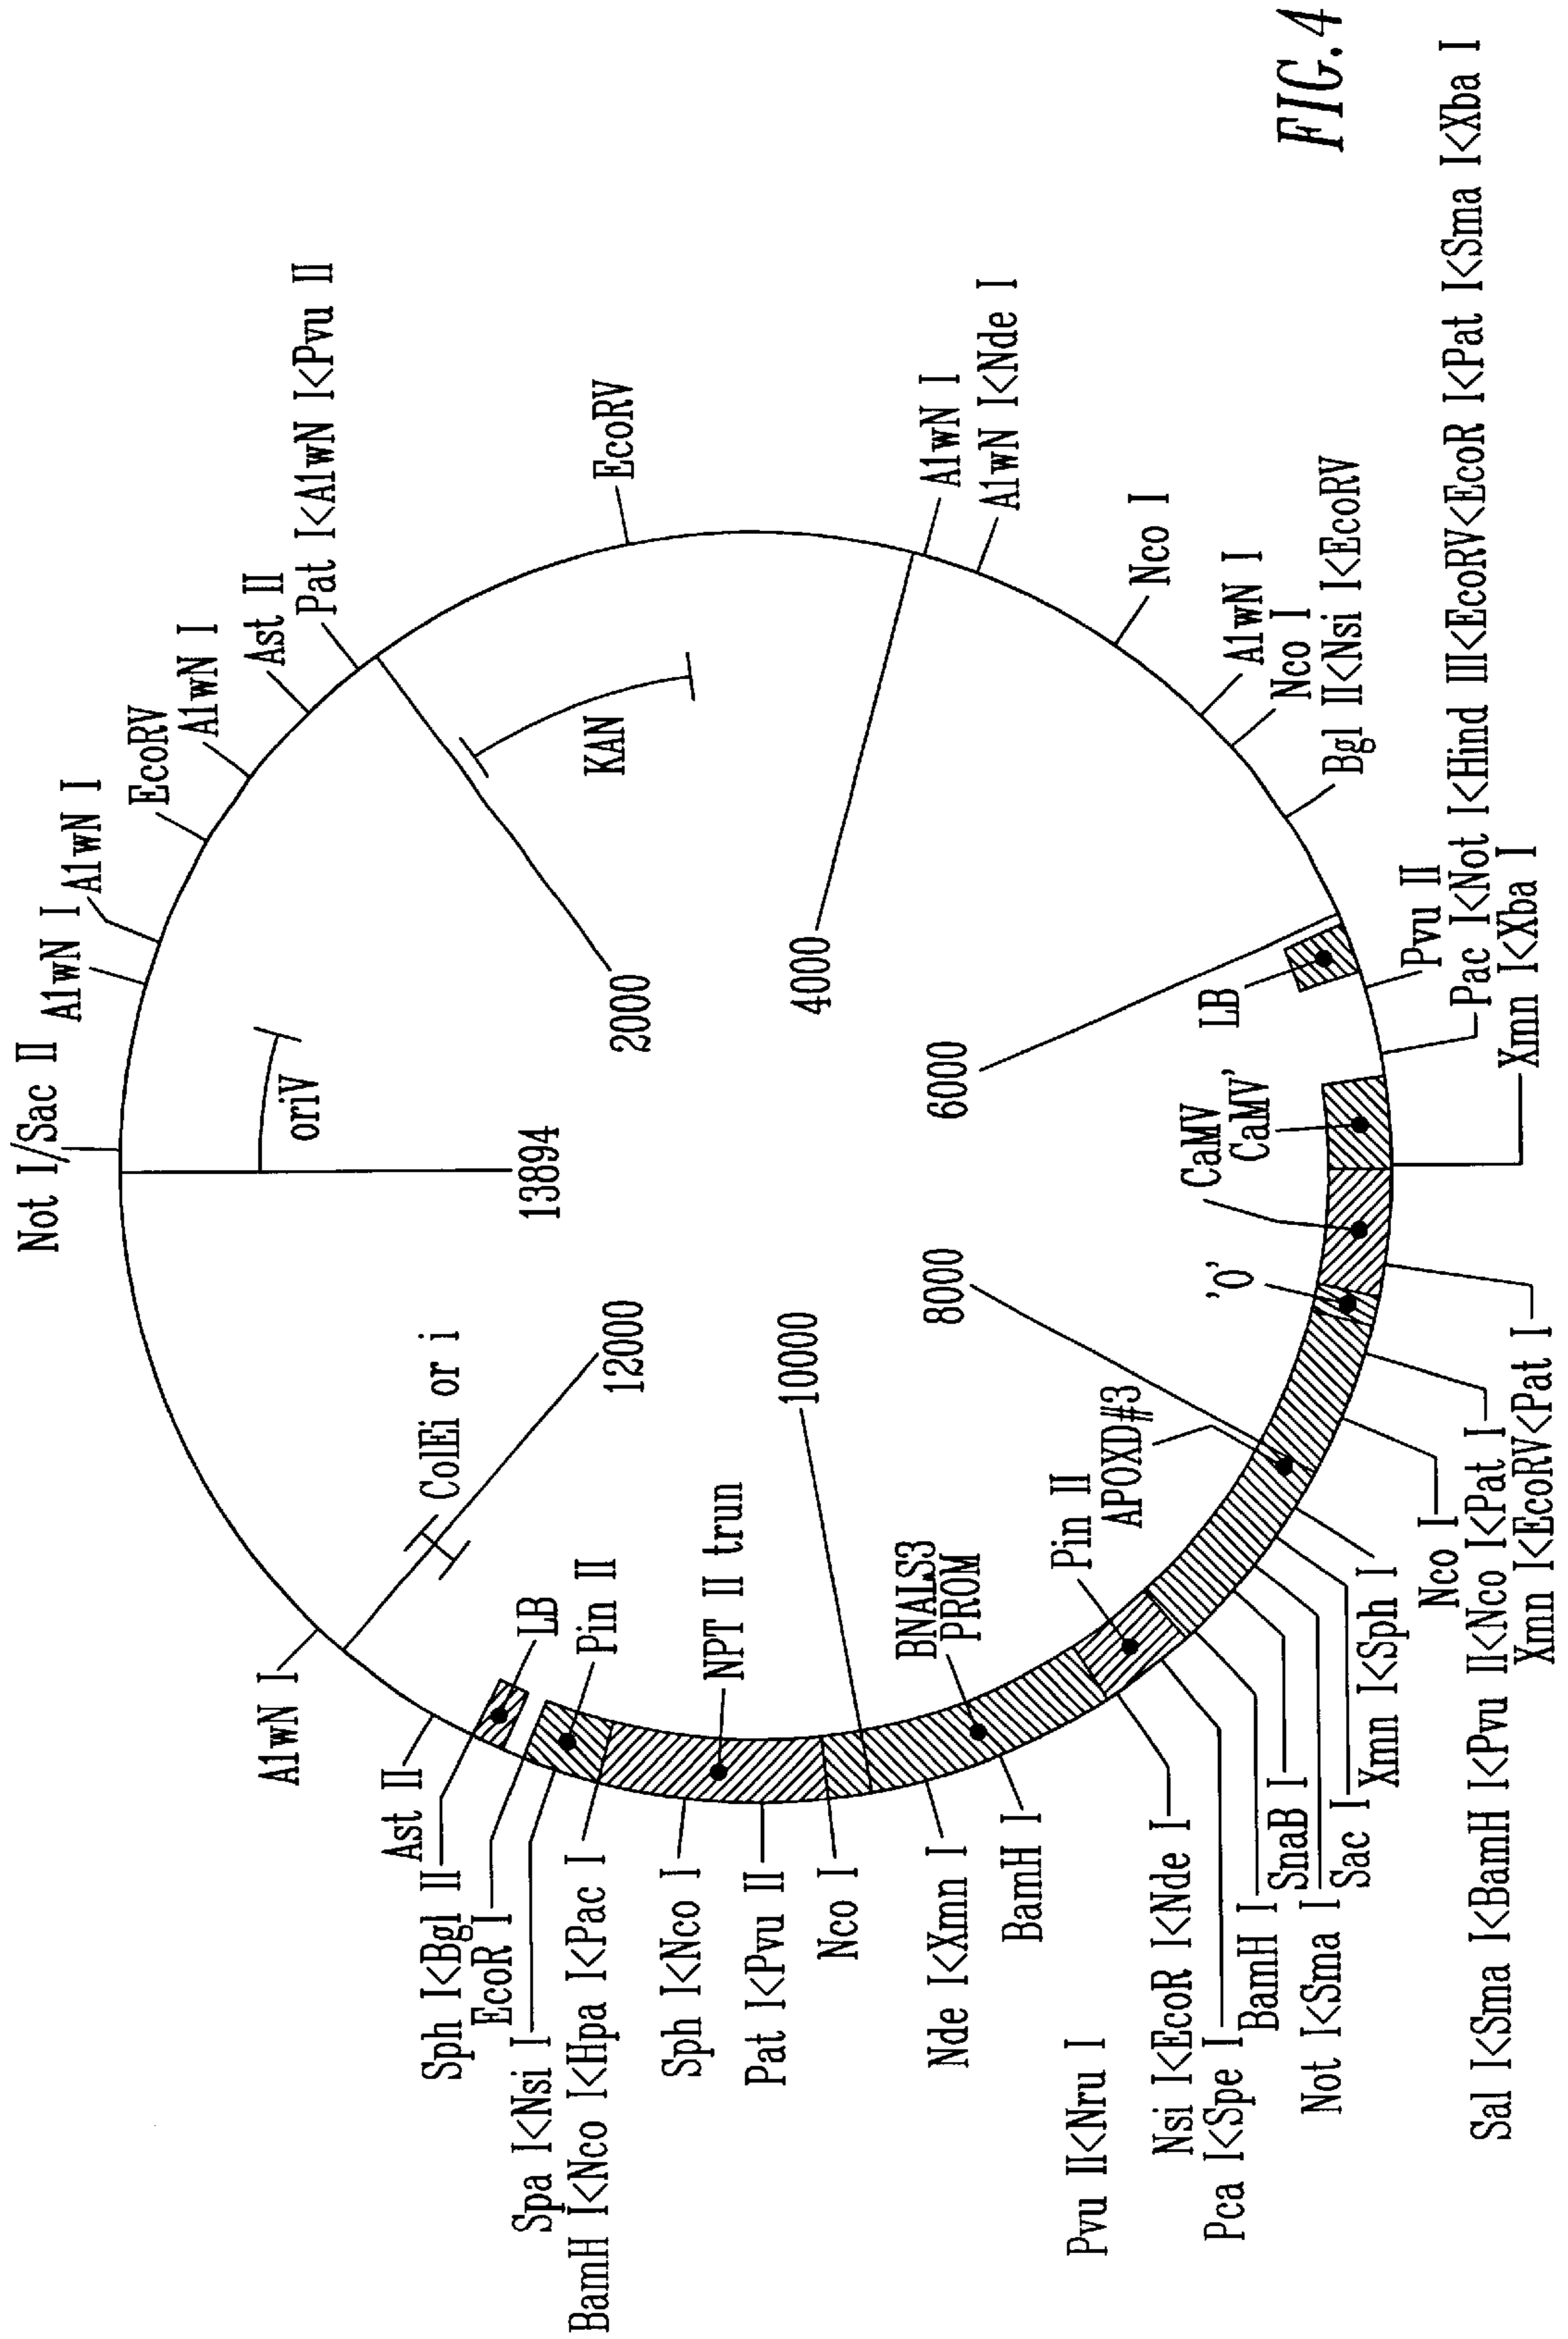 FIG.4
Not I/Sac II
A1wN I
A1wN I
EcoRV
A1wN I
Ast II
Pat I<A1wN I<Pvu II
EcoRV
A1wN I
A1wN I<Nde I
Nco I
A1wN I
Nco I
Bgl II<Nsi I<EcoRV
Pvu II
Pac I<Not I<Hind III<EcoRV<EcoR I<Pat I<Sma I<Xba I
Xmn I<Xba I
Xmn I<EcoRV<Pat I
Sal I<Sma I<BamH I<Pvu II<Nco I<Pat I
Nco I
Xmn I<Sph I
Sac I
Not I<Sma I
SnaB I
BamH I
Pca I<Spe I
Nsi I<EcoR I<Nde I
Pvu II<Nru I
BamH I
Nde I<Xmn I
Nco I
Pat I<Pvu II
Sph I<Nco I
BamH I<Nco I<Hpa I<Pac I
Spa I<Nsi I
EcoR I
Sph I<Bgl II
Ast II
A1wN I
13894
oriV
2000
KAN
4000
6000
LB
CaMV'
CaMV
'O'
8000
APOXD#3
Pin II
BNALS3
PROM
10000
NPT II trun
Pin II
LB
ColEi or i
12000